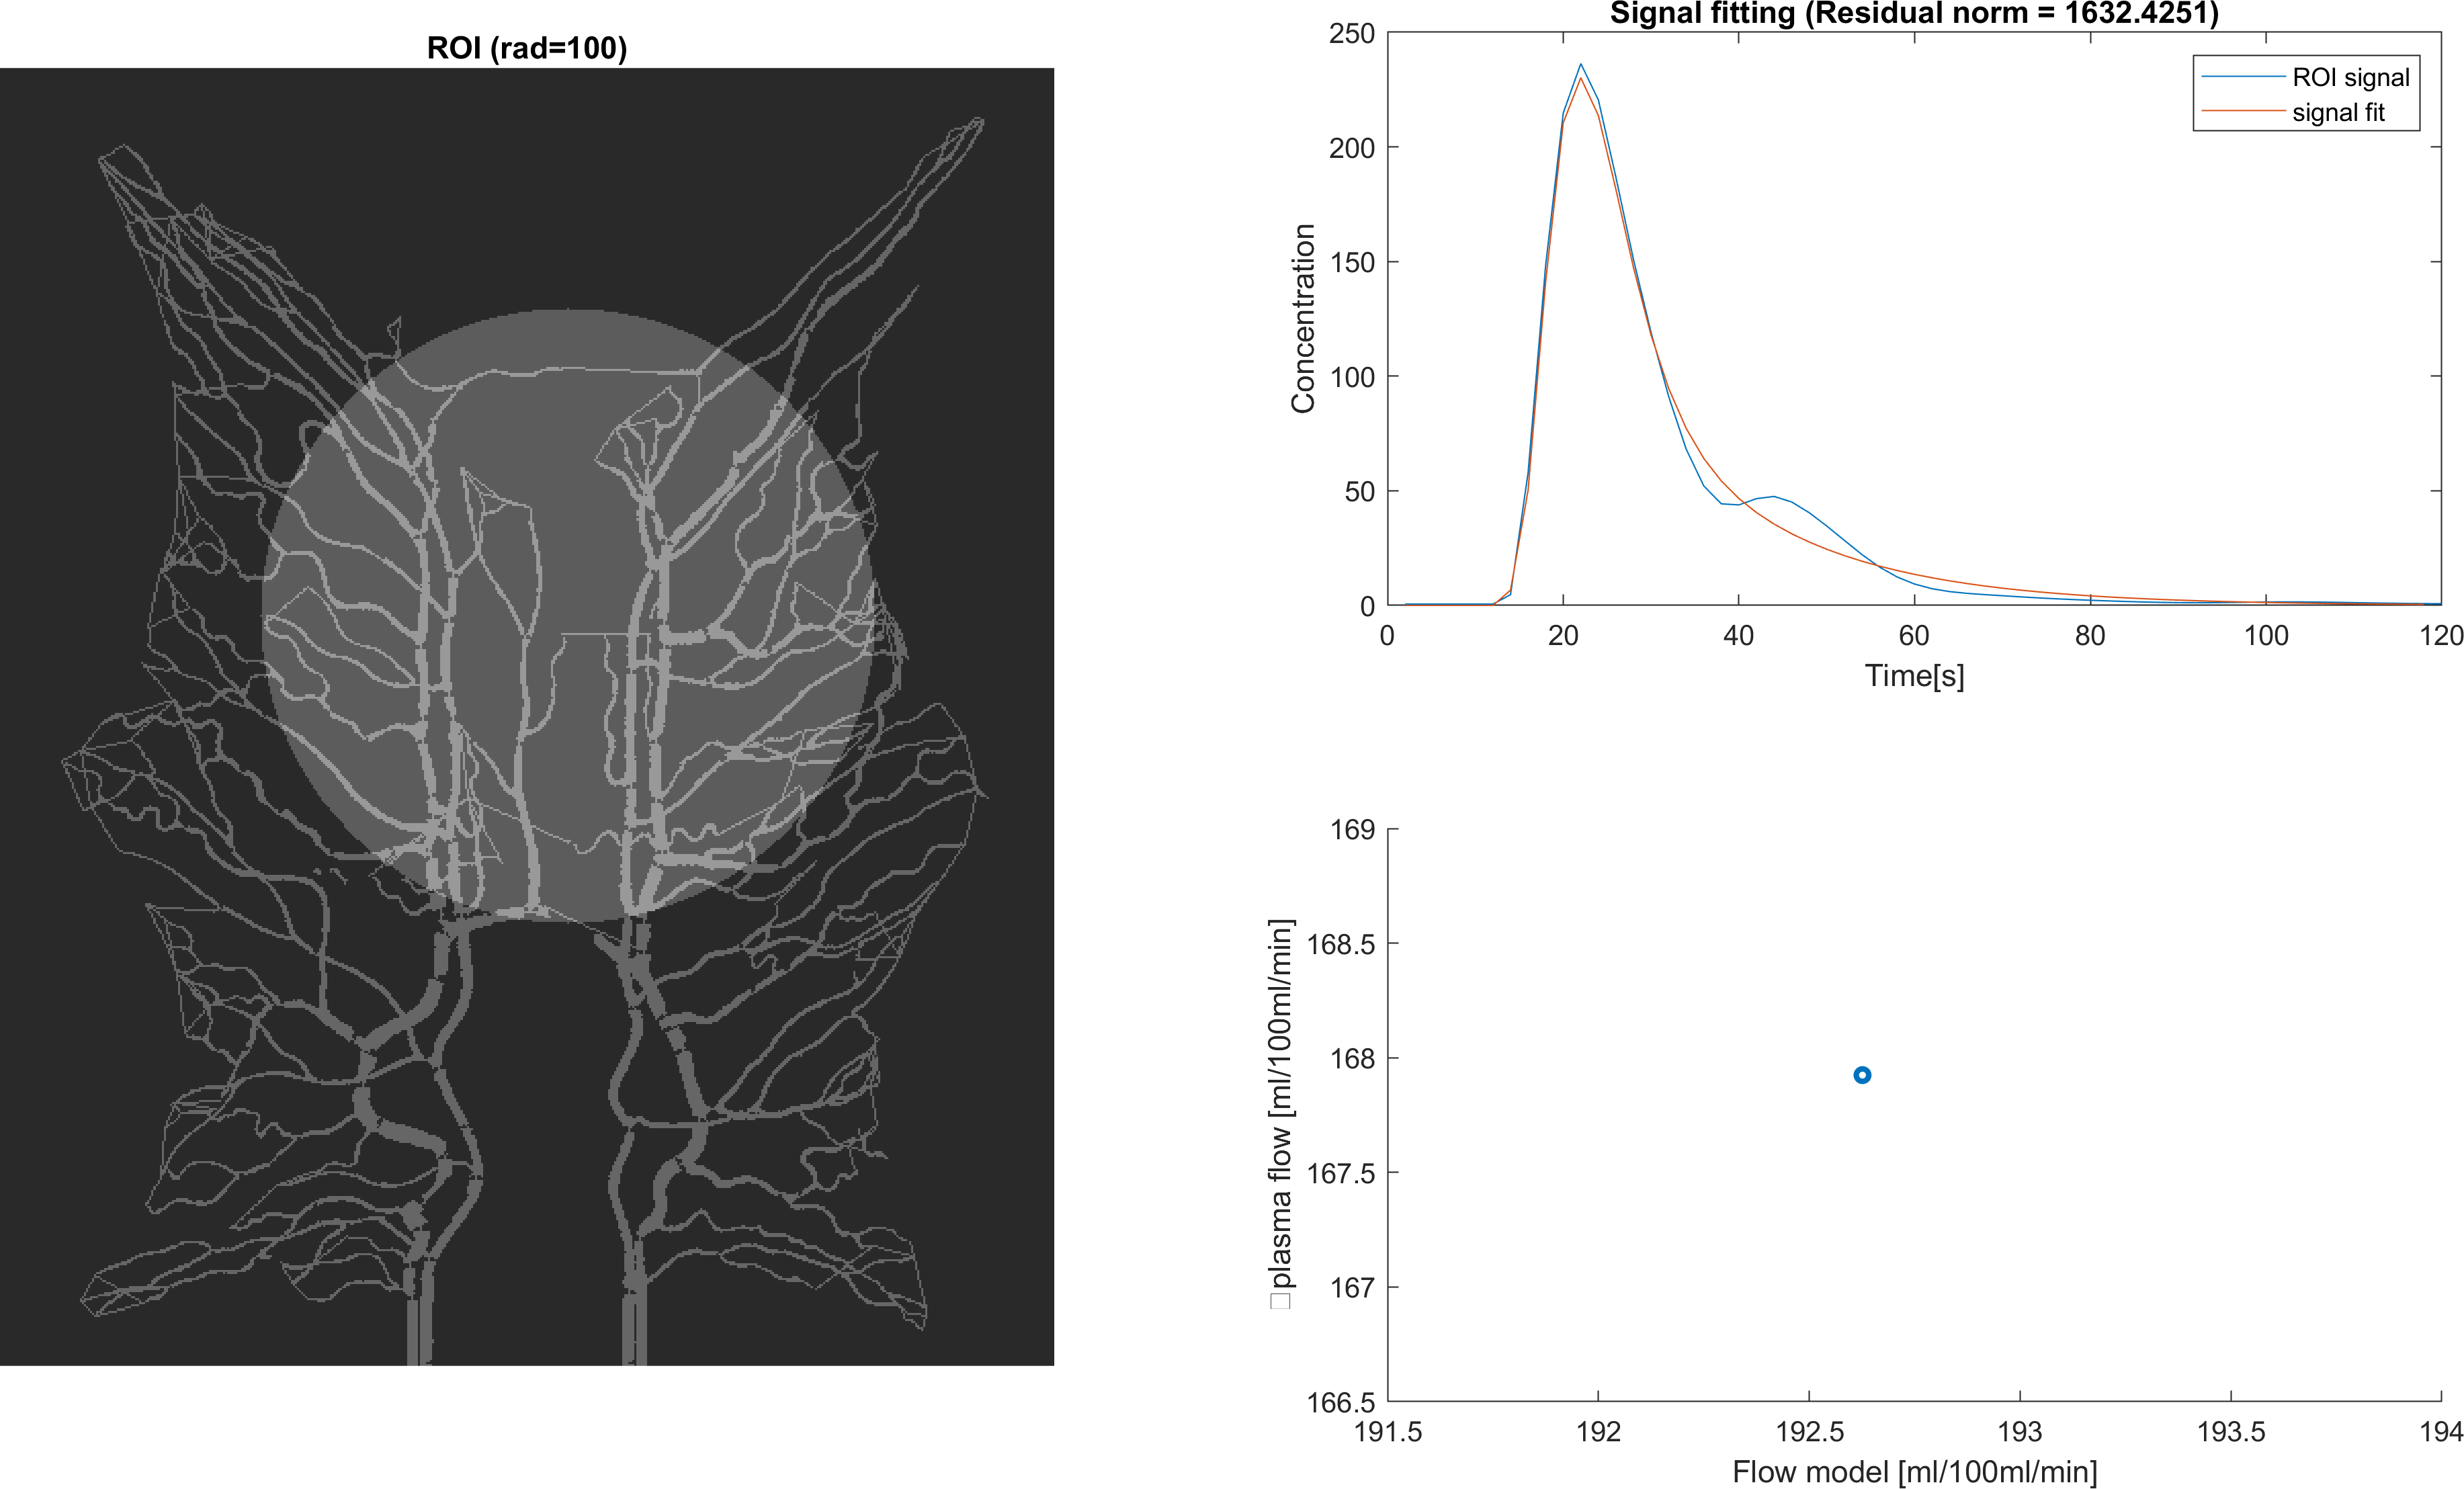 ROI (rad=100)
Signal fitting (Residual norm = 1632.4251)
250
200
150
100
50
0
Concentration
ROI signal
signal fit
0 20 40 60 80 100 120
Time[s]
169
168.5
168
167.5
167
166.5
□plasma flow [ml/100ml/min]
191.5 192 192.5 193 193.5 194
Flow model [ml/100ml/min]